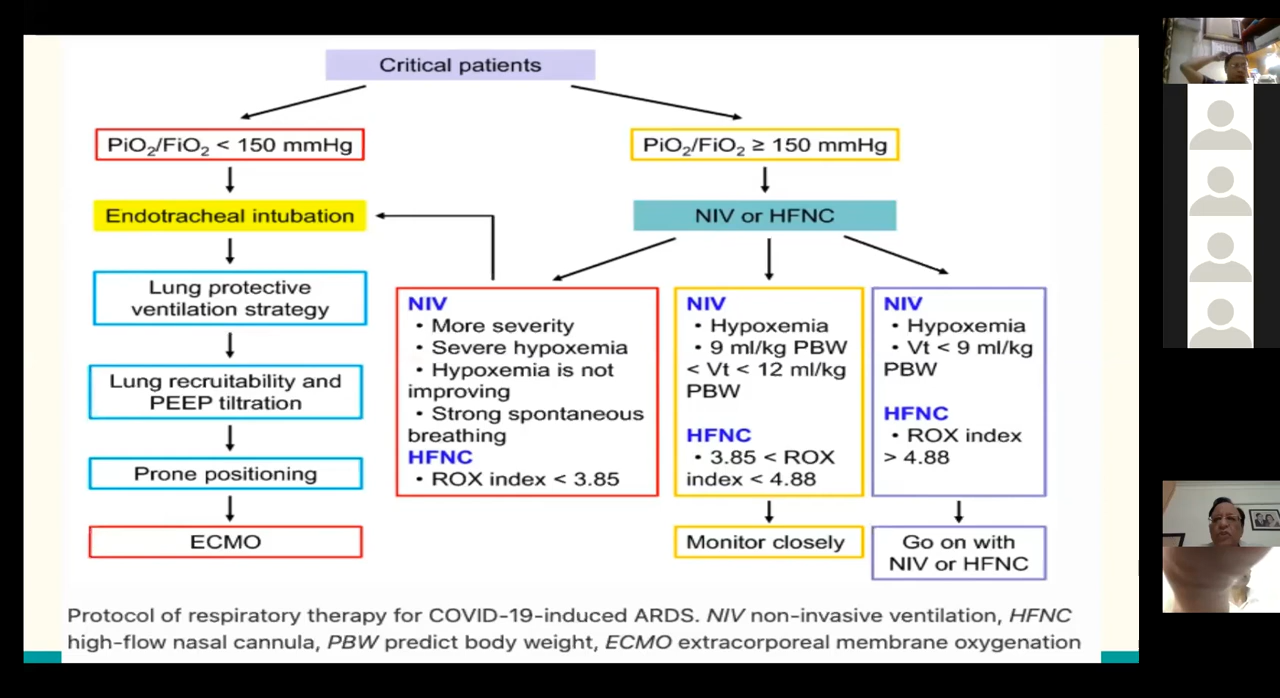 Critical patients
PiO₂/FiO₂ < 150 mmHg
PiO₂/FiO₂ ≥ 150 mmHg
Endotracheal intubation
NIV or HFNC
Lung protective
ventilation strategy
Lung recruitability and
PEEP tiltration
Prone positioning
ECMO
NIV
• More severity
• Severe hypoxemia
• Hypoxemia is not
improving
• Strong spontaneous
breathing
HFNC
• ROX index < 3.85
NIV
• Hypoxemia
• 9 ml/kg PBW
< Vt < 12 ml/kg
PBW
HFNC
• 3.85 < ROX
index < 4.88
Monitor closely
NIV
• Hypoxemia
• Vt < 9 ml/kg
PBW
HFNC
• ROX index
> 4.88
Go on with
NIV or HFNC
Protocol of respiratory therapy for COVID-19-induced ARDS. NIV non-invasive ventilation, HFNC
high-flow nasal cannula, PBW predict body weight, ECMO extracorporeal membrane oxygenation